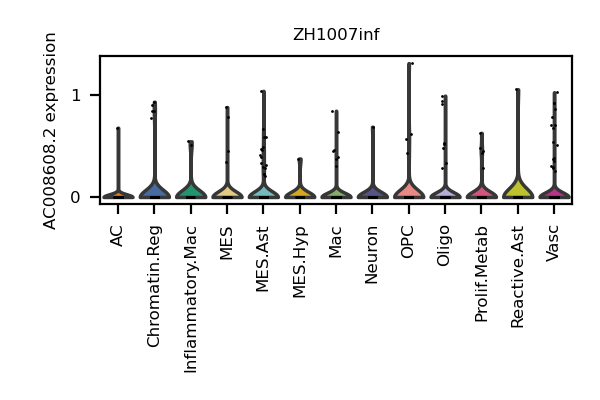 ZH1007inf
AC008608.2 expression
1
0
AC
Chromatin.Reg
Inflammatory.Mac
MES
MES.Ast
MES.Hyp
Mac
Neuron
OPC
Oligo
Prolif.Metab
Reactive.Ast
Vasc